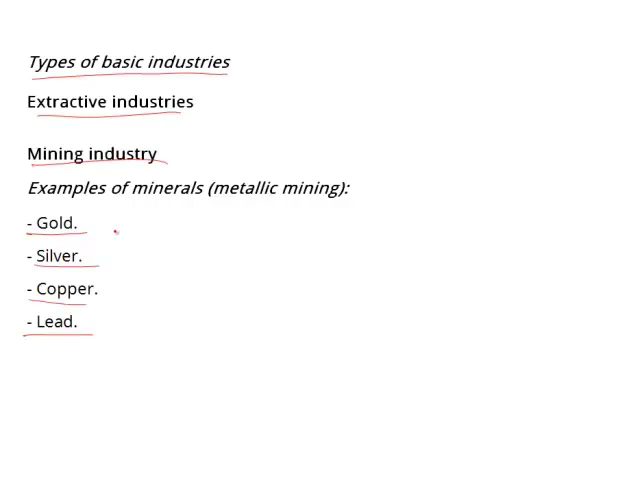 Types of basic industries
Extractive industries
Mining industry
Examples of minerals (metallic mining):
- Gold.
- Silver.
- Copper.
- Lead.